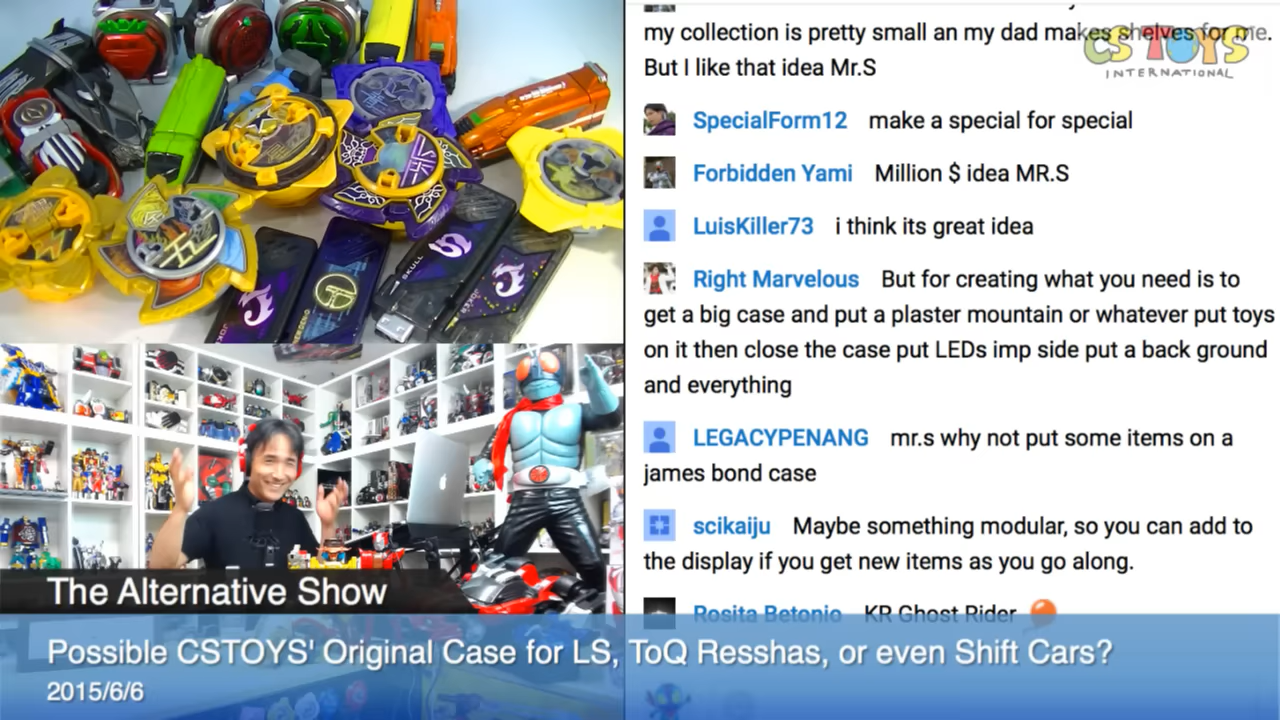 my collection is pretty small an my dad makes shelves for me.
But I like that idea Mr.S
CSTOYS
INTERNATIONAL
SpecialForm12 make a special for special
Forbidden Yami Million $ idea MR.S
LuisKiller73 i think its great idea
Right Marvelous But for creating what you need is to
get a big case and put a plaster mountain or whatever put toys
on it then close the case put LEDs imp side put a back ground
and everything
LEGACYPENANG mr.s why not put some items on a
james bond case
scikaiju Maybe something modular, so you can add to
the display if you get new items as you go along.
Rosita Betonio KR Ghost Rider
SKULL
JOKER
The Alternative Show
Possible CSTOYS' Original Case for LS, ToQ Resshas, or even Shift Cars?
2015/6/6